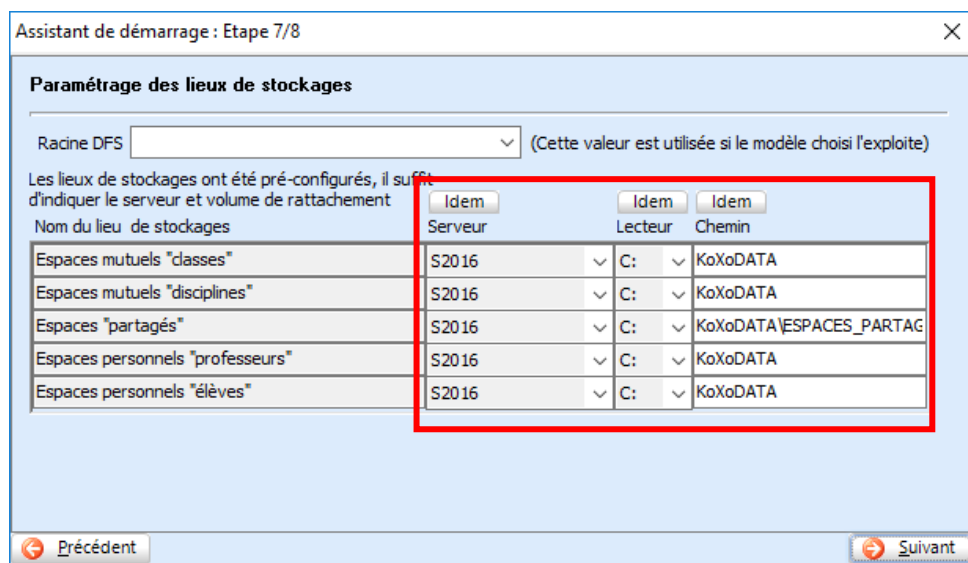 Assistant de démarrage : Etape 7/8
Paramétrage des lieux de stockages
Racine DFS (Cette valeur est utilisée si le modèle choisi l'exploite)
Les lieux de stockages ont été pré-configurés, il suffit
d'indiquer le serveur et volume de rattachement Idem Idem Idem
Nom du lieu de stockages Serveur Lecteur Chemin
Espaces mutuels "classes" S2016 C: KoXoDATA
Espaces mutuels "disciplines" S2016 C: KoXoDATA
Espaces "partagés" S2016 C: KoXoDATA\ESPACES_PARTAG
Espaces personnels "professeurs" S2016 C: KoXoDATA
Espaces personnels "élèves" S2016 C: KoXoDATA
Précédent Suivant